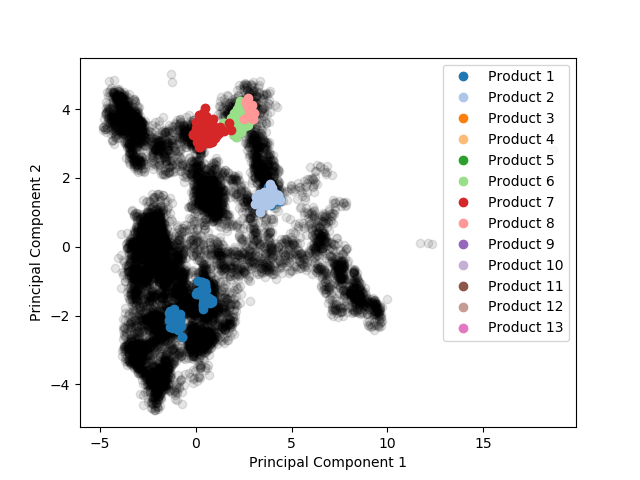 Principal Component 2
4
2
0
−2
−4
−5
0
5
10
15
Principal Component 1
Product 1
Product 2
Product 3
Product 4
Product 5
Product 6
Product 7
Product 8
Product 9
Product 10
Product 11
Product 12
Product 13